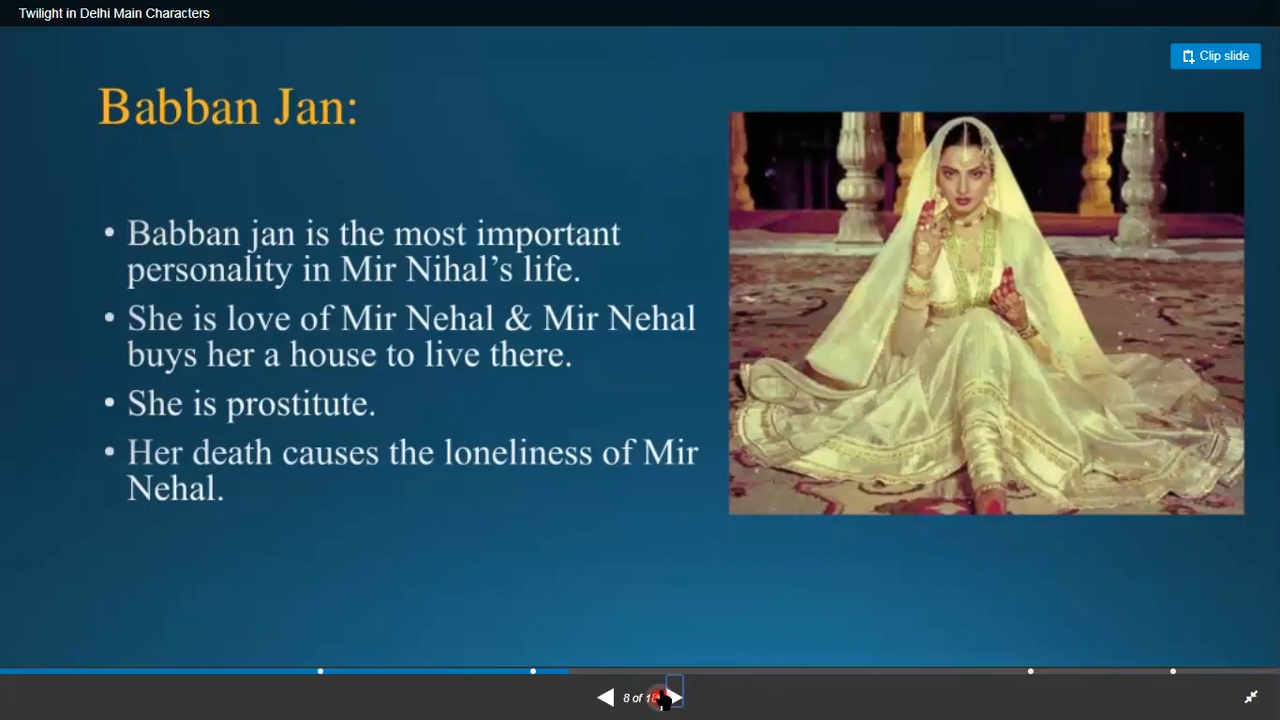 Twilight in Delhi Main Characters
Clip slide
Babban Jan:
• Babban jan is the most important
personality in Mir Nihal’s life.
• She is love of Mir Nehal & Mir Nehal
buys her a house to live there.
• She is prostitute.
• Her death causes the loneliness of Mir
Nehal.
8 of